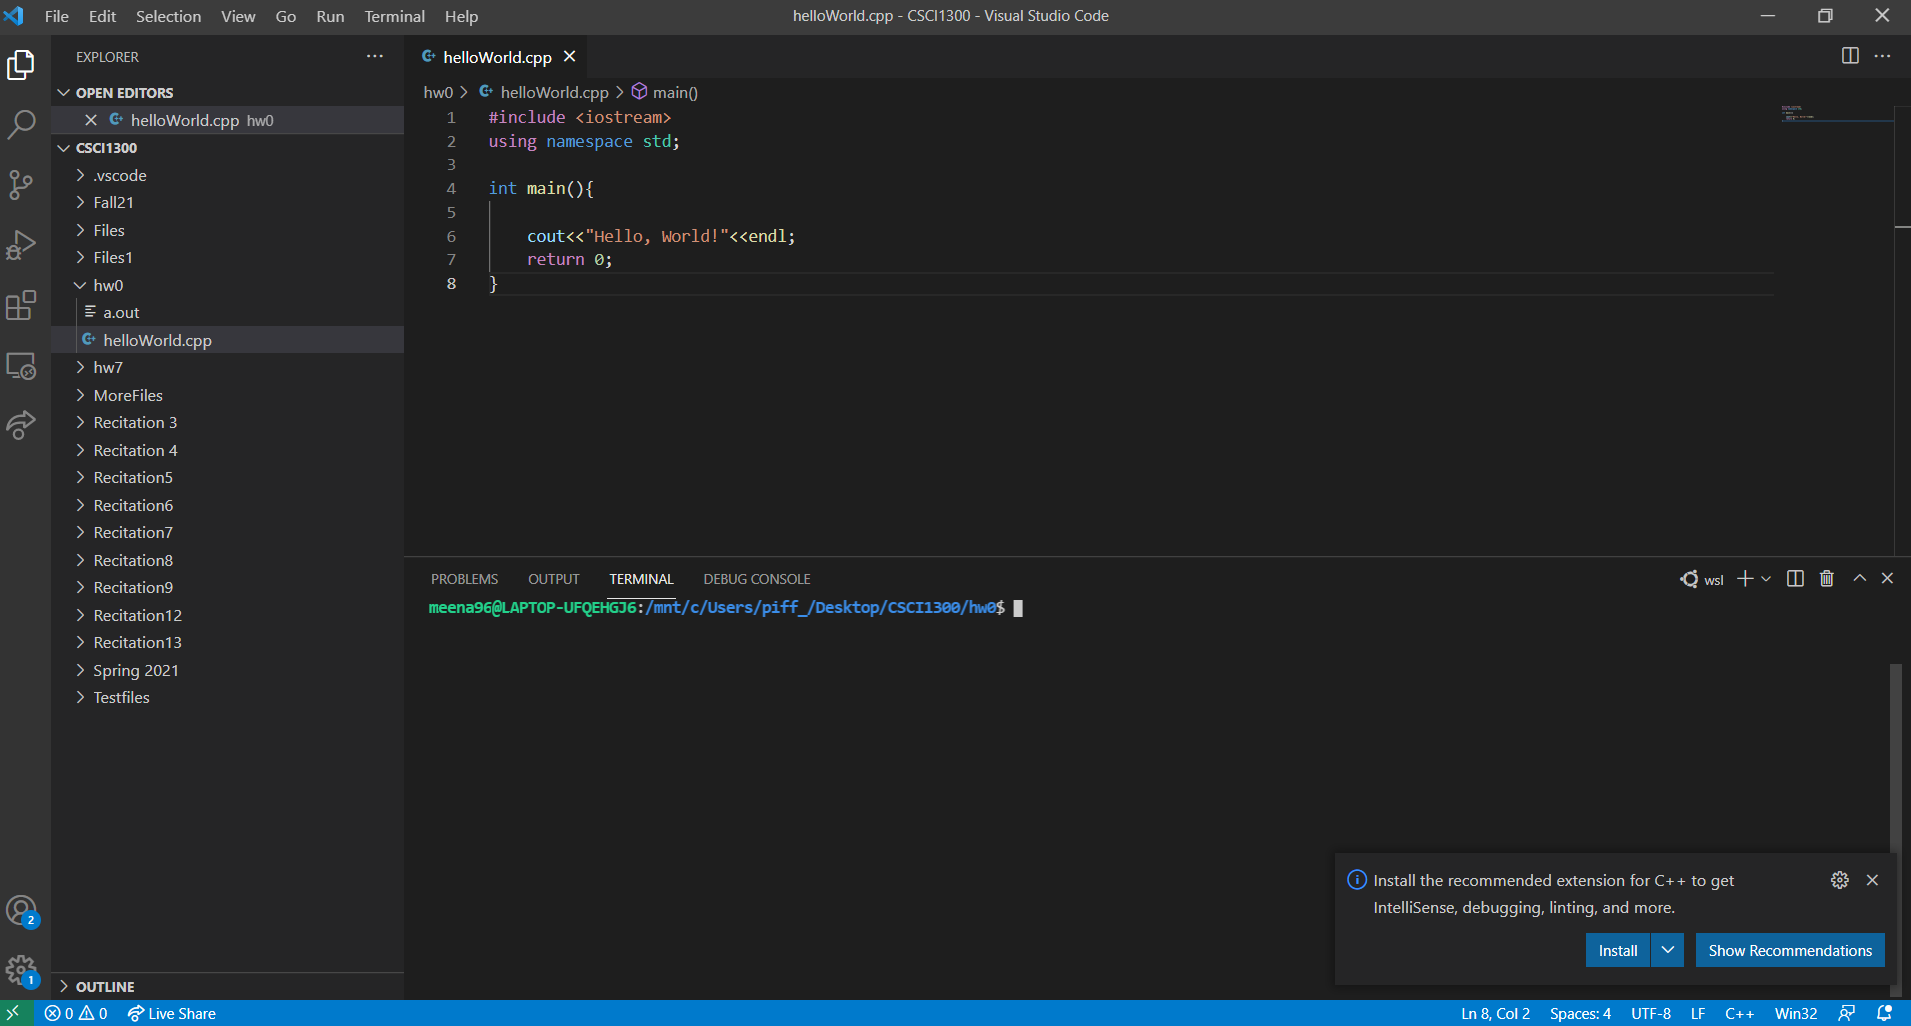 File Edit Selection View Go Run Terminal Help
helloWorld.cpp - CSCI1300 - Visual Studio Code
EXPLORER
OPEN EDITORS
helloWorld.cpp hw0
CSCI1300
.vscode
Fall21
Files
Files1
hw0
a.out
helloWorld.cpp
hw7
MoreFiles
Recitation 3
Recitation 4
Recitation5
Recitation6
Recitation7
Recitation8
Recitation9
Recitation12
Recitation13
Spring 2021
Testfiles
OUTLINE
helloWorld.cpp
hw0 > helloWorld.cpp > main()
1 #include <iostream>
2 using namespace std;
3
4 int main(){
5
6 cout<<"Hello, World!"<<endl;
7 return 0;
8 }
PROBLEMS OUTPUT TERMINAL DEBUG CONSOLE
wsl
meena96@LAPTOP-UFQEHGJ6:/mnt/c/Users/piff_/Desktop/CSCI1300/hw0$
Install the recommended extension for C++ to get
IntelliSense, debugging, linting, and more.
Install
Show Recommendations
2
1
0 0 Live Share
Ln 8, Col 2 Spaces: 4 UTF-8 LF C++ Win32